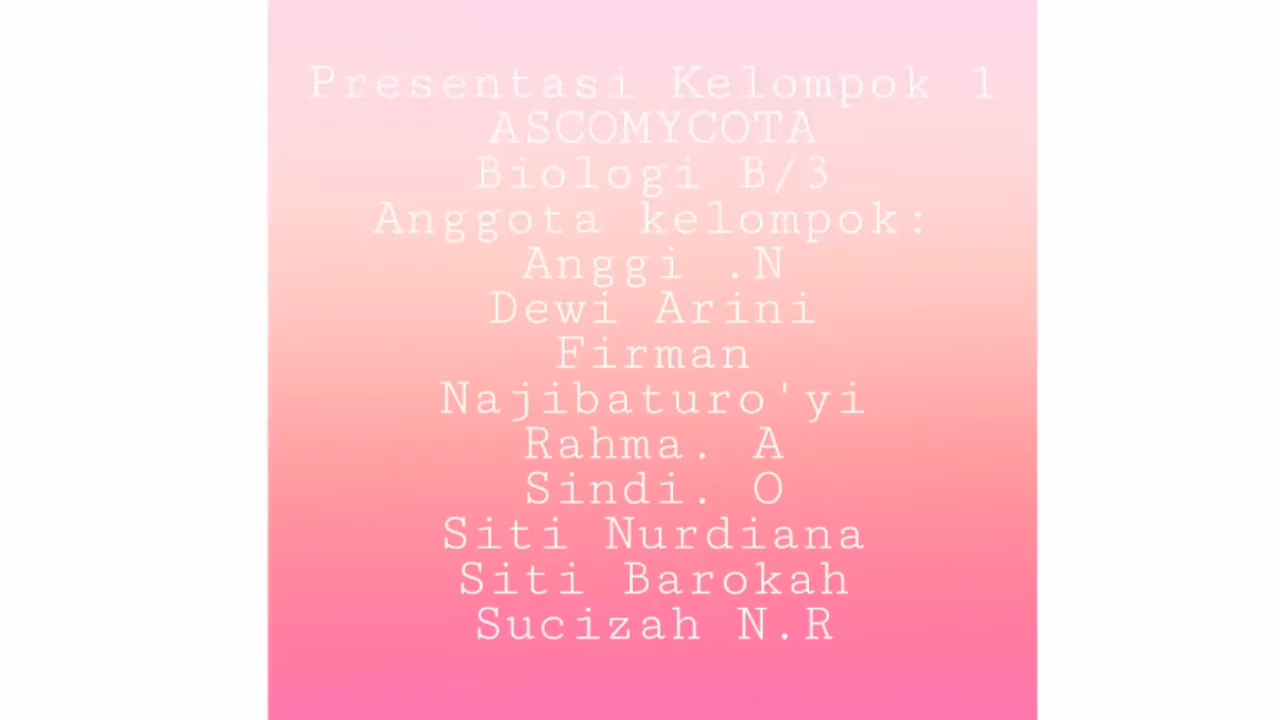 Presentasi Kelompok 1
ASCOMYCOTA
Biologi B/3
Anggota kelompok:
Anggi .N
Dewi Arini
Firman
Najibaturo'yi
Rahma. A
Sindi. O
Siti Nurdiana
Siti Barokah
Sucizah N.R